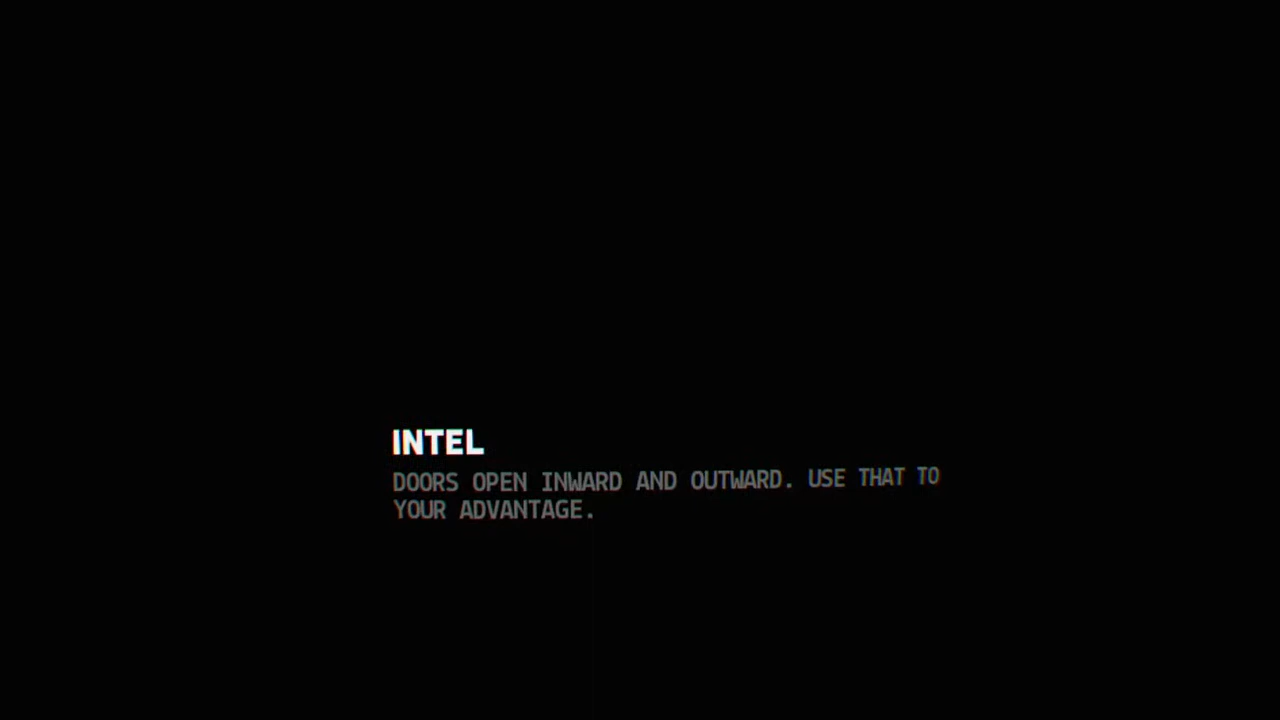 INTEL
DOORS OPEN INWARD AND OUTWARD. USE THAT TO
YOUR ADVANTAGE.